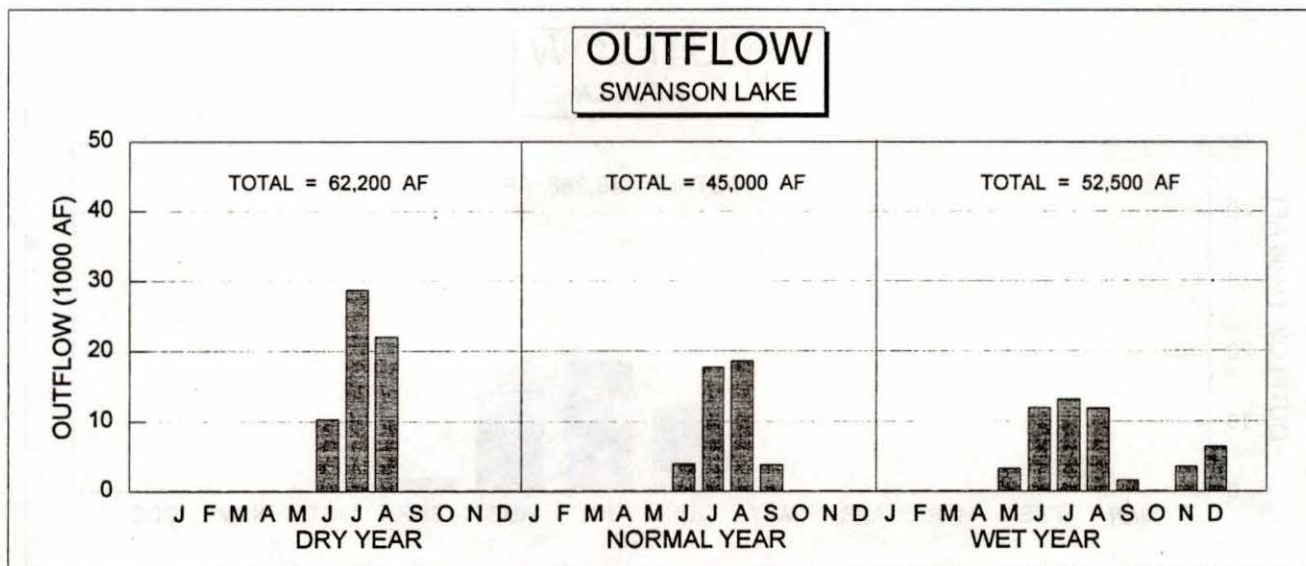 OUTFLOW
SWANSON LAKE
50
TOTAL = 62,200 AF
TOTAL = 45,000 AF
TOTAL = 52,500 AF
40
30
20
10
0
OUTFLOW (1000 AF)
J F M A M J J A S O N D J F M A M J J A S O N D J F M A M J J A S O N D
DRY YEAR
NORMAL YEAR
WET YEAR